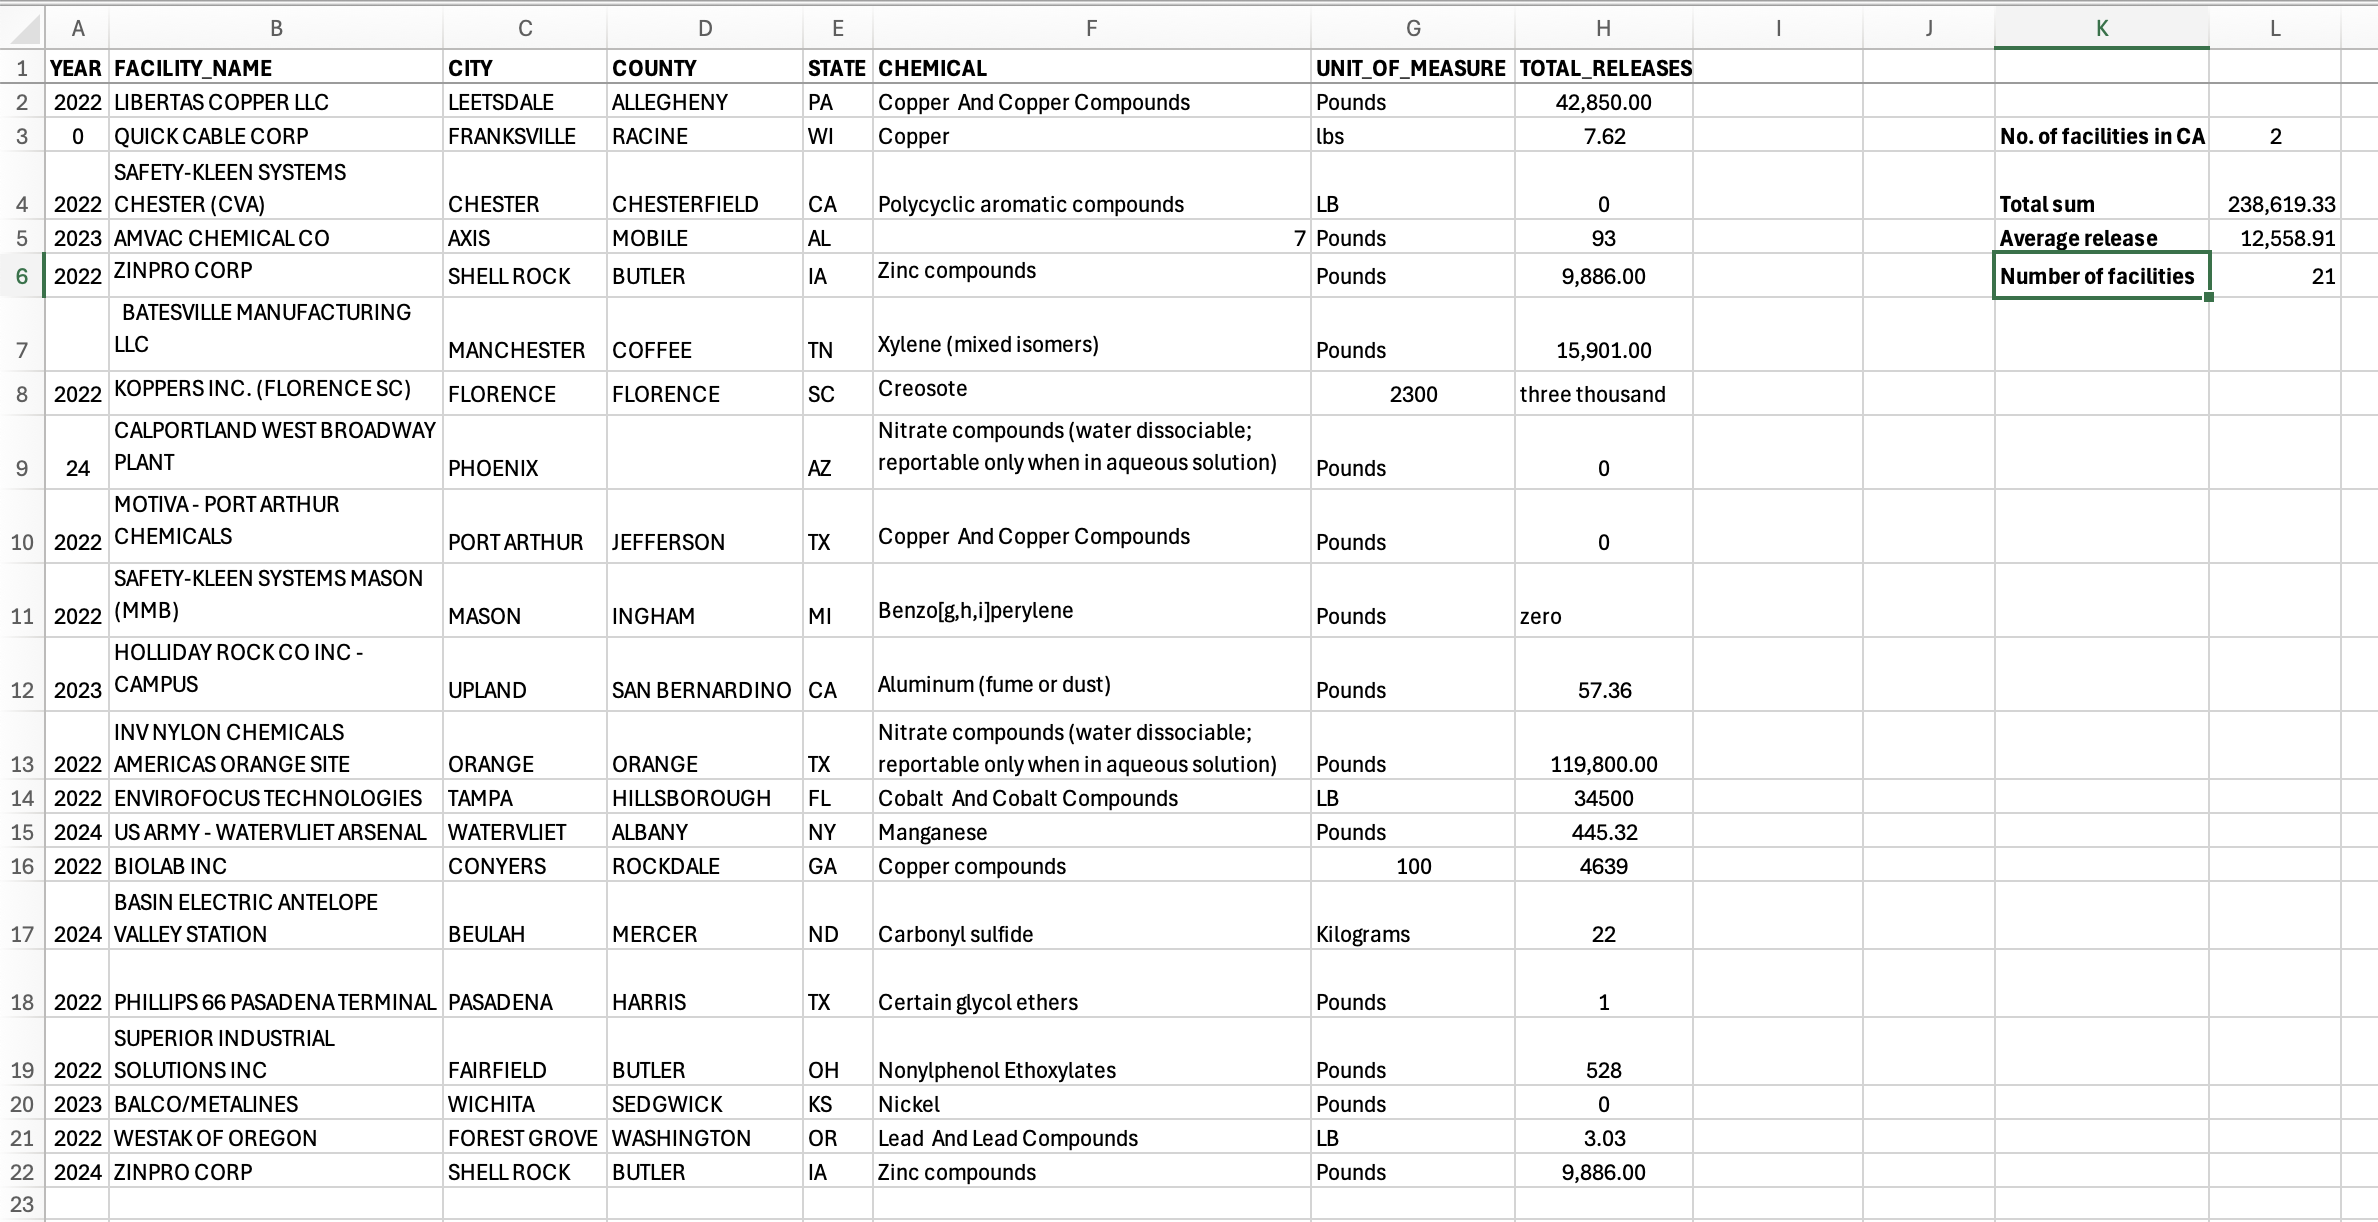 A B C D E F G H I J K L
1 YEAR FACILITY_NAME CITY COUNTY STATE CHEMICAL UNIT_OF_MEASURE TOTAL_RELEASES
2 2022 LIBERTAS COPPER LLC LEETSDALE ALLEGHENY PA Copper  And Copper Compounds Pounds 42,850.00
3 0 QUICK CABLE CORP FRANKSVILLE RACINE WI Copper lbs 7.62 No. of facilities in CA 2
SAFETY-KLEEN SYSTEMS
4 2022 CHESTER (CVA) CHESTER CHESTERFIELD CA Polycyclic aromatic compounds LB 0 Total sum 238,619.33
5 2023 AMVAC CHEMICAL CO AXIS MOBILE AL 7 Pounds 93 Average release 12,558.91
6 2022 ZINPRO CORP SHELL ROCK BUTLER IA Zinc compounds Pounds 9,886.00 Number of facilities 21
BATESVILLE MANUFACTURING
7 LLC MANCHESTER COFFEE TN Xylene (mixed isomers) Pounds 15,901.00
8 2022 KOPPERS INC. (FLORENCE SC) FLORENCE FLORENCE SC Creosote 2300 three thousand
CALPORTLAND WEST BROADWAY Nitrate compounds (water dissociable;
9 24 PLANT PHOENIX AZ reportable only when in aqueous solution) Pounds 0
MOTIVA - PORT ARTHUR
10 2022 CHEMICALS PORT ARTHUR JEFFERSON TX Copper  And Copper Compounds Pounds 0
SAFETY-KLEEN SYSTEMS MASON
11 2022 (MMB) MASON INGHAM MI Benzo[g,h,i]perylene Pounds zero
HOLLIDAY ROCK CO INC -
12 2023 CAMPUS UPLAND SAN BERNARDINO CA Aluminum (fume or dust) Pounds 57.36
INV NYLON CHEMICALS Nitrate compounds (water dissociable;
13 2022 AMERICAS ORANGE SITE ORANGE ORANGE TX reportable only when in aqueous solution) Pounds 119,800.00
14 2022 ENVIROFOCUS TECHNOLOGIES TAMPA HILLSBOROUGH FL Cobalt  And Cobalt Compounds LB 34500
15 2024 US ARMY - WATERVLIET ARSENAL WATERVLIET ALBANY NY Manganese Pounds 445.32
16 2022 BIOLAB INC CONYERS ROCKDALE GA Copper compounds 100 4639
BASIN ELECTRIC ANTELOPE
17 2024 VALLEY STATION BEULAH MERCER ND Carbonyl sulfide Kilograms 22
18 2022 PHILLIPS 66 PASADENA TERMINAL PASADENA HARRIS TX Certain glycol ethers Pounds 1
SUPERIOR INDUSTRIAL
19 2022 SOLUTIONS INC FAIRFIELD BUTLER OH Nonylphenol Ethoxylates Pounds 528
20 2023 BALCO/METALINES WICHITA SEDGWICK KS Nickel Pounds 0
21 2022 WESTAK OF OREGON FOREST GROVE WASHINGTON OR Lead  And Lead Compounds LB 3.03
22 2024 ZINPRO CORP SHELL ROCK BUTLER IA Zinc compounds Pounds 9,886.00
23